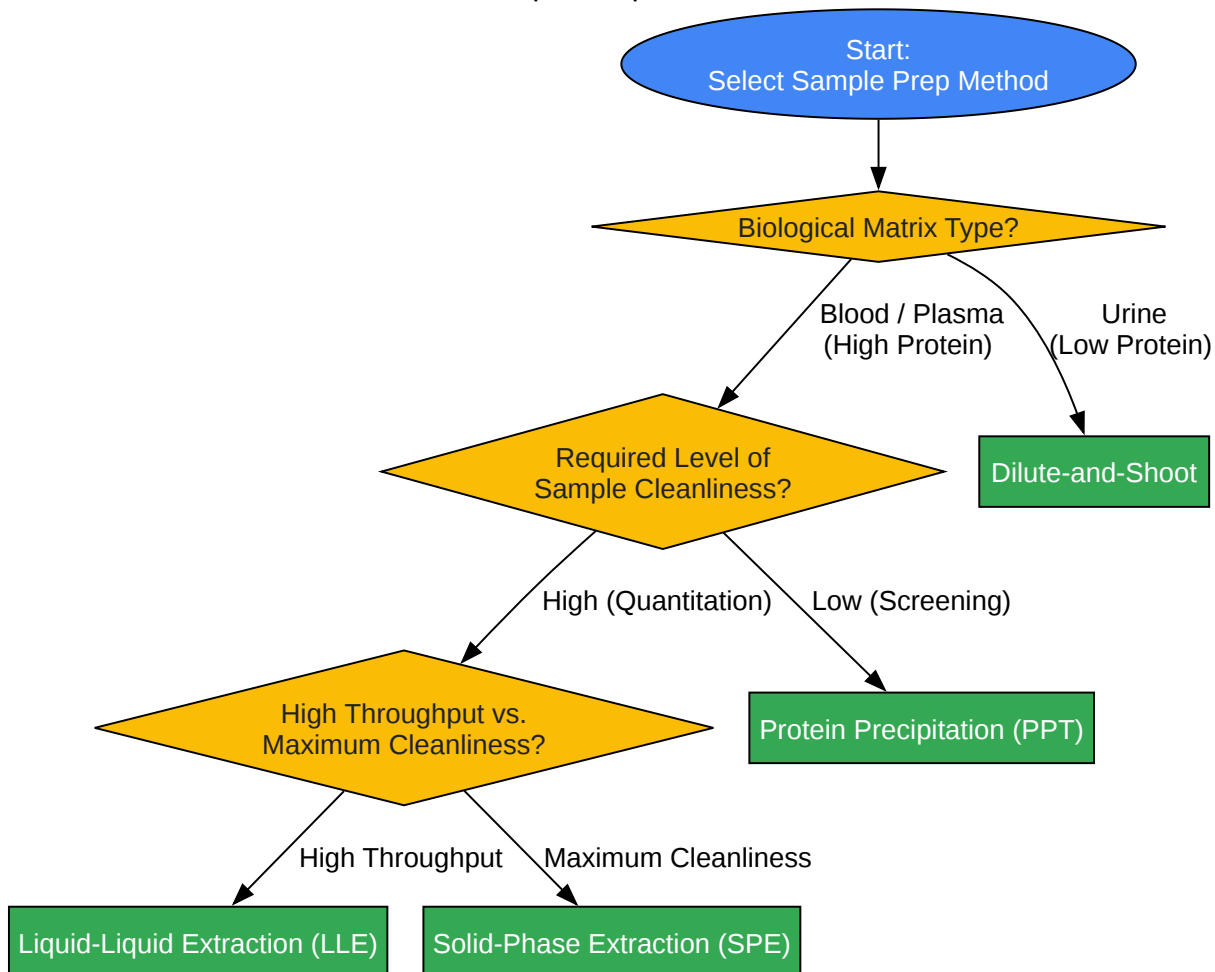 Start:
Select Sample Prep Method
Biological Matrix Type?
Blood / Plasma
(High Protein)
Urine
(Low Protein)
Required Level of
Sample Cleanliness?
Dilute-and-Shoot
High (Quantitation)
Low (Screening)
High Throughput vs.
Maximum Cleanliness?
Protein Precipitation (PPT)
High Throughput
Maximum Cleanliness
Liquid-Liquid Extraction (LLE)
Solid-Phase Extraction (SPE)